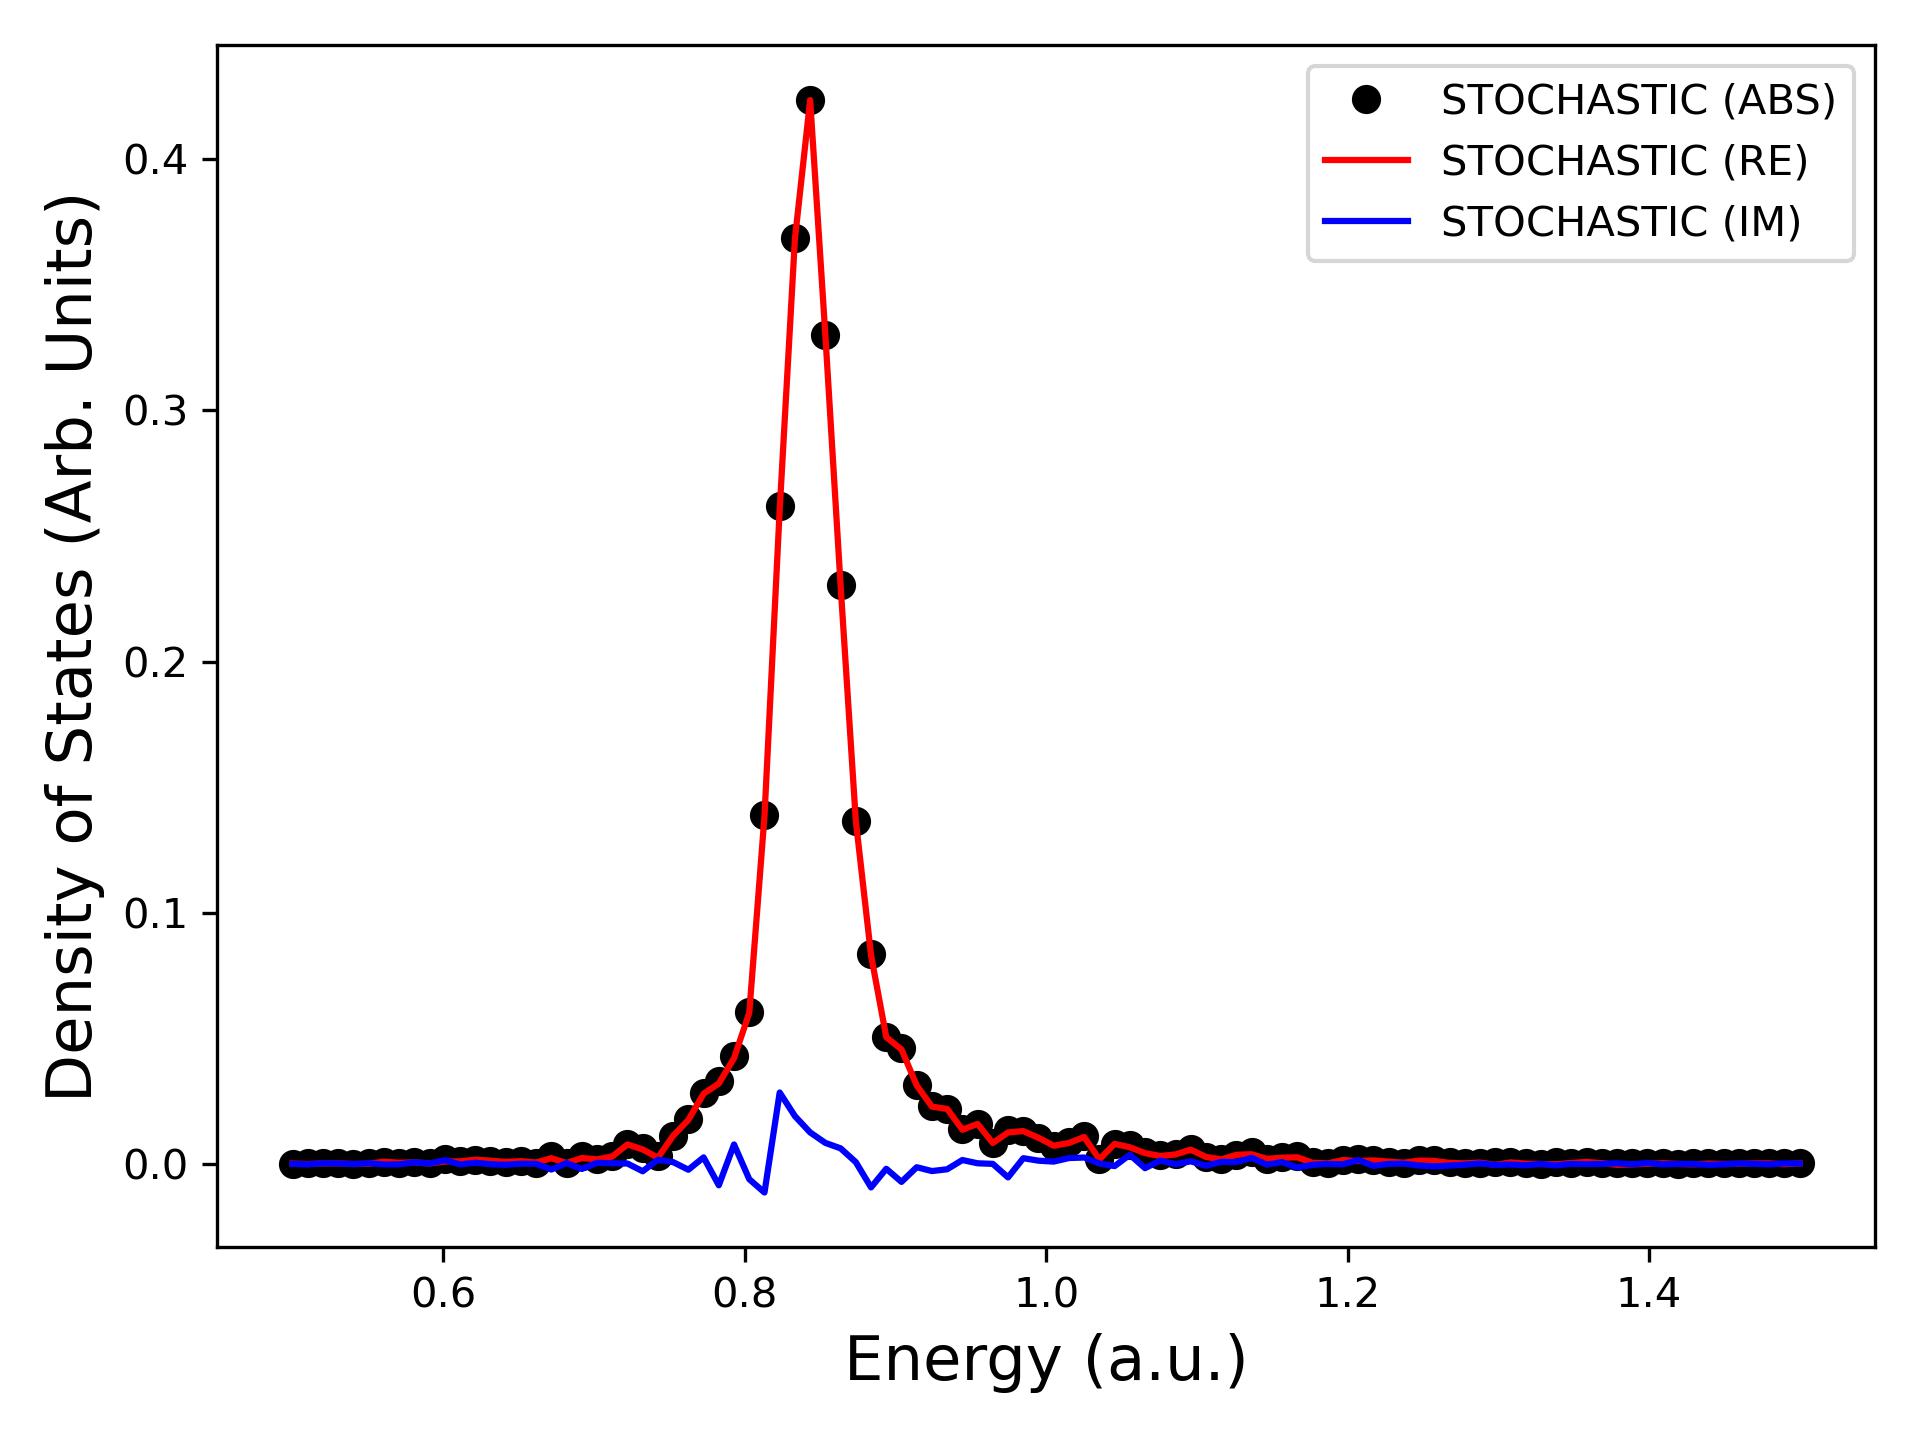 STOCHASTIC (ABS)
STOCHASTIC (RE)
STOCHASTIC (IM)
Density of States (Arb. Units)
0.4
0.3
0.2
0.1
0.0
0.6 0.8 1.0 1.2 1.4
Energy (a.u.)